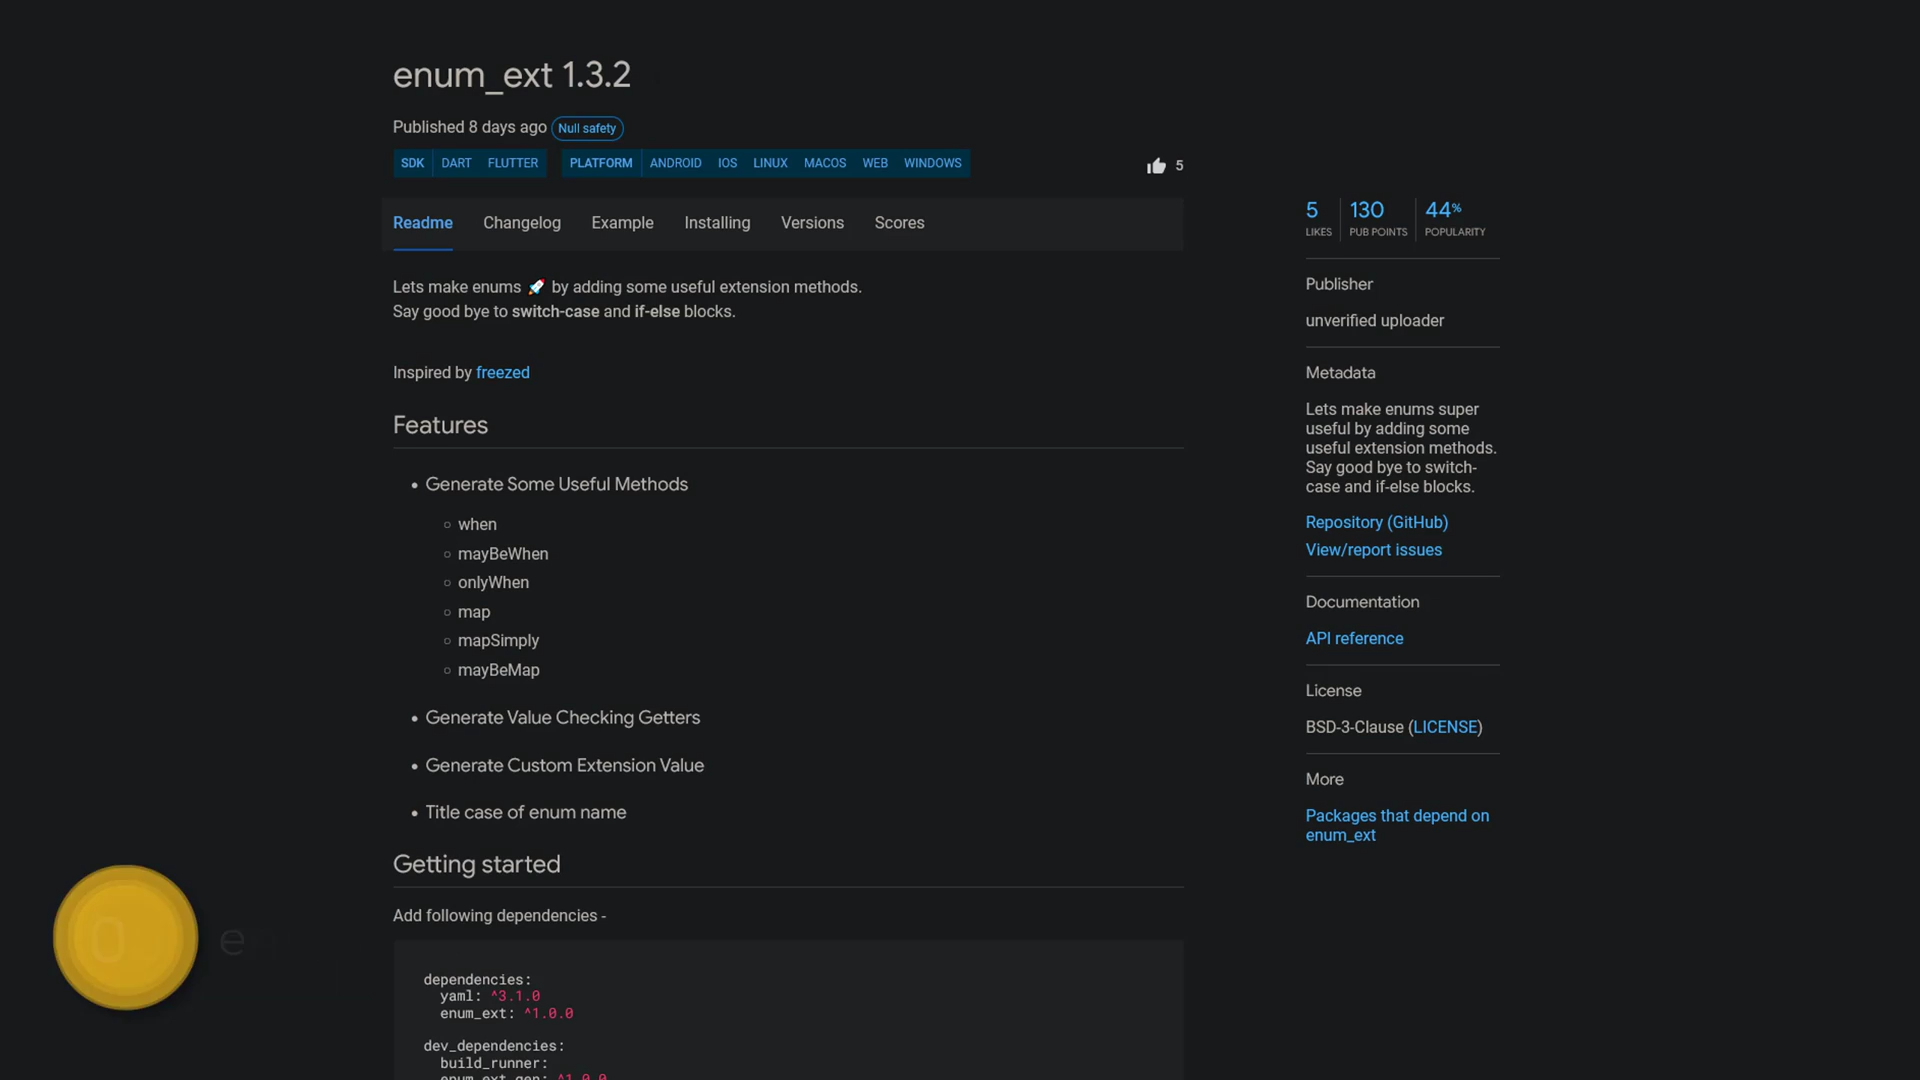 enum_ext 1.3.2
Published 8 days ago Null safety
SDK DART FLUTTER PLATFORM ANDROID IOS LINUX MACOS WEB WINDOWS
5
Readme Changelog Example Installing Versions Scores
Lets make enums 🚀 by adding some useful extension methods.
Say good bye to switch-case and if-else blocks.
Inspired by freezed
Features
• Generate Some Useful Methods
○ when
○ mayBeWhen
○ onlyWhen
○ map
○ mapSimply
○ mayBeMap
• Generate Value Checking Getters
• Generate Custom Extension Value
• Title case of enum name
Getting started
Add following dependencies -
dependencies:
yaml: ^3.1.0
enum_ext: ^1.0.0
dev_dependencies:
build_runner:
enum_ext_gen: ^1.0.0
5 130 44%
LIKES PUB POINTS POPULARITY
Publisher
unverified uploader
Metadata
Lets make enums super
useful by adding some
useful extension methods.
Say good bye to switch-
case and if-else blocks.
Repository (GitHub)
View/report issues
Documentation
API reference
License
BSD-3-Clause (LICENSE)
More
Packages that depend on
enum_ext